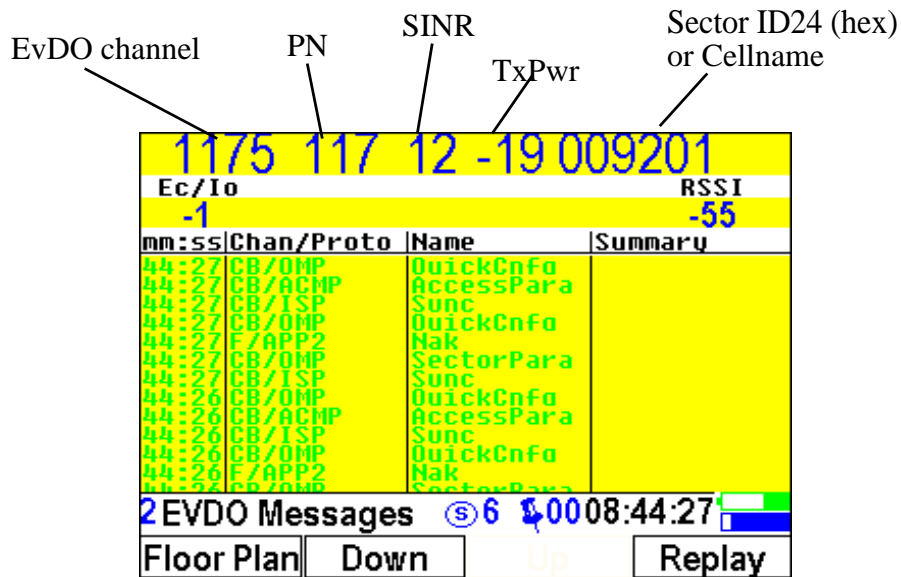 EvDO channel PN SINR TxPwr Sector ID24 (hex)
or Cellname
1175 117 12 -19 009201
Ec/Io RSSI
-1 -55
mm:ss Chan/Proto Name Summary
44:27 CB/OMP QuickCnfg
44:27 CB/ACMP AccessPara
44:27 CB/ISP Sync
44:27 CB/OMP QuickCnfg
44:27 F/APP2 Nak
44:27 CB/OMP SectorPara
44:27 CB/ISP Sync
44:26 CB/OMP QuickCnfg
44:26 CB/ACMP AccessPara
44:26 CB/ISP Sync
44:26 CB/OMP QuickCnfg
44:26 F/APP2 Nak
44:26 CB/OMP SectorPara
2 EVDO Messages S 6 00 08:44:27
Floor Plan Down Up Replay